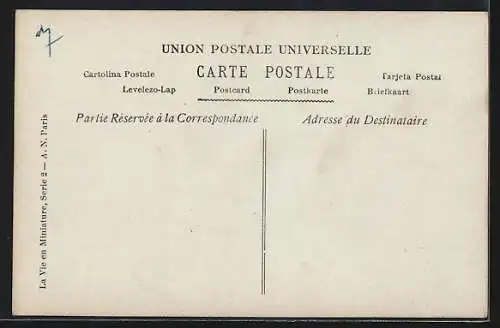 UNION POSTALE UNIVERSELLE
Cartolina Postale CARTE POSTALE Tarjeta Postal
Levelezo-Lap Postcard Postkarte Briefkaart
Partie Réservée à la Correspondance Adresse du Destinataire
La Vie en Miniature, Serie 2 — A. N. Paris